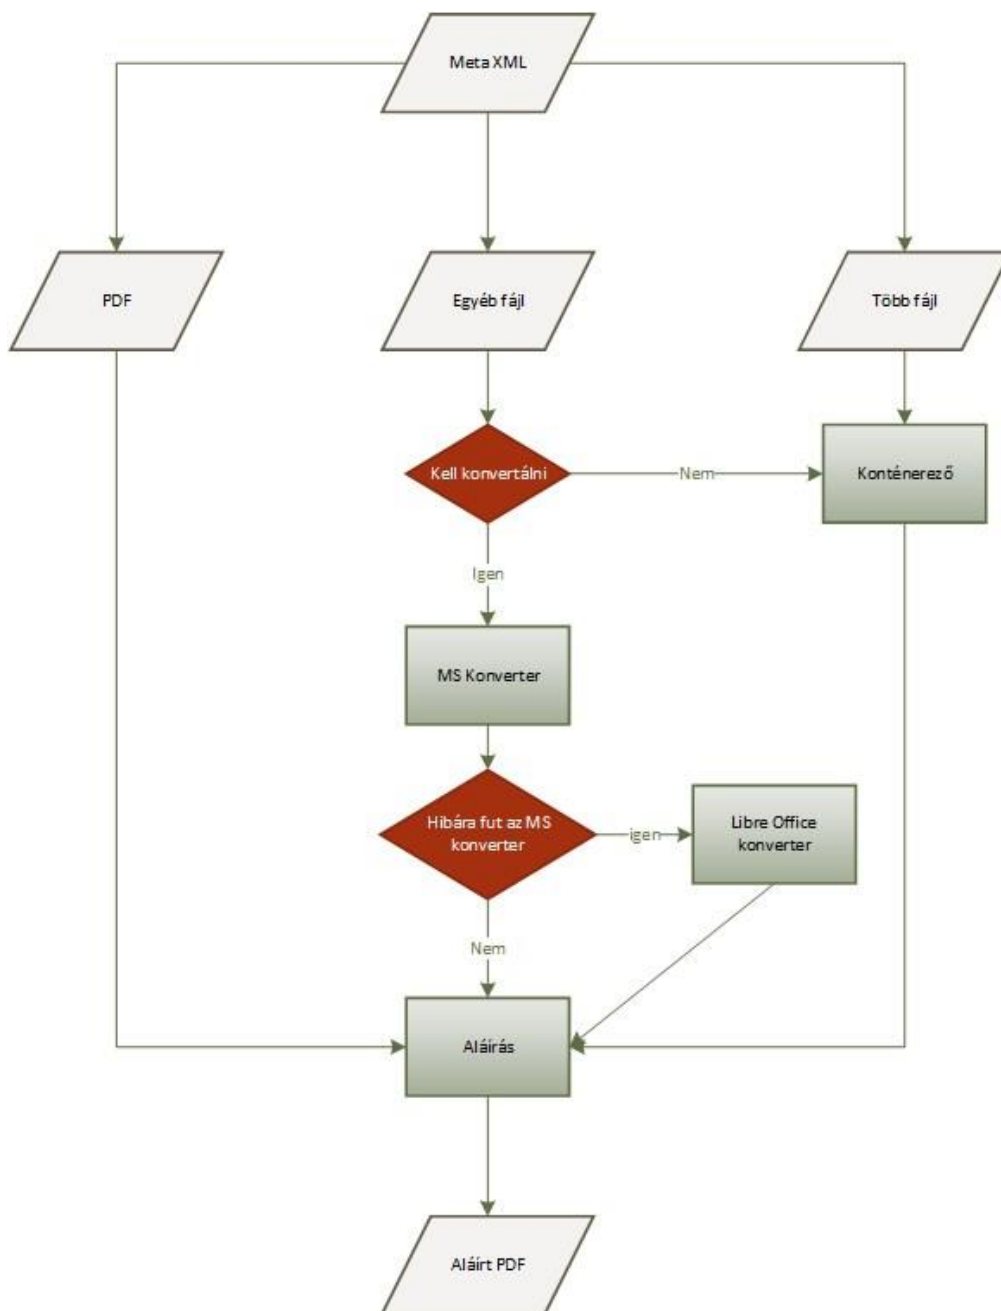 Meta XML
PDF
Egyéb fájl
Több fájl
Kell konvertálni
Nem
Konténerező
Igen
MS Konverter
Hibára fut az MS
konverter
igen
Libre Office
konverter
Nem
Aláírás
Aláírt PDF